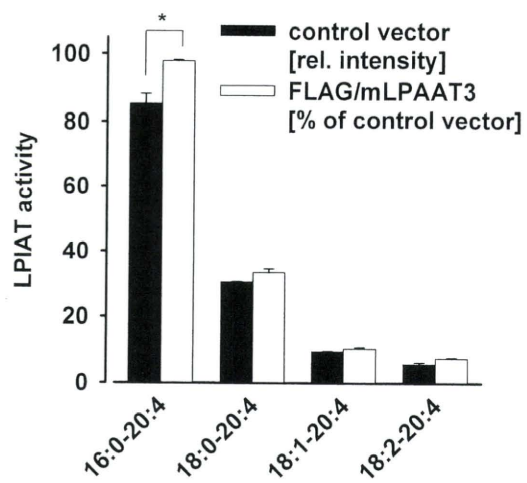 *
control vector
[rel. intensity]
FLAG/mLPAAT3
[% of control vector]
LPIAT activity
100
80
60
40
20
0
16:0-20:4
18:0-20:4
18:1-20:4
18:2-20:4